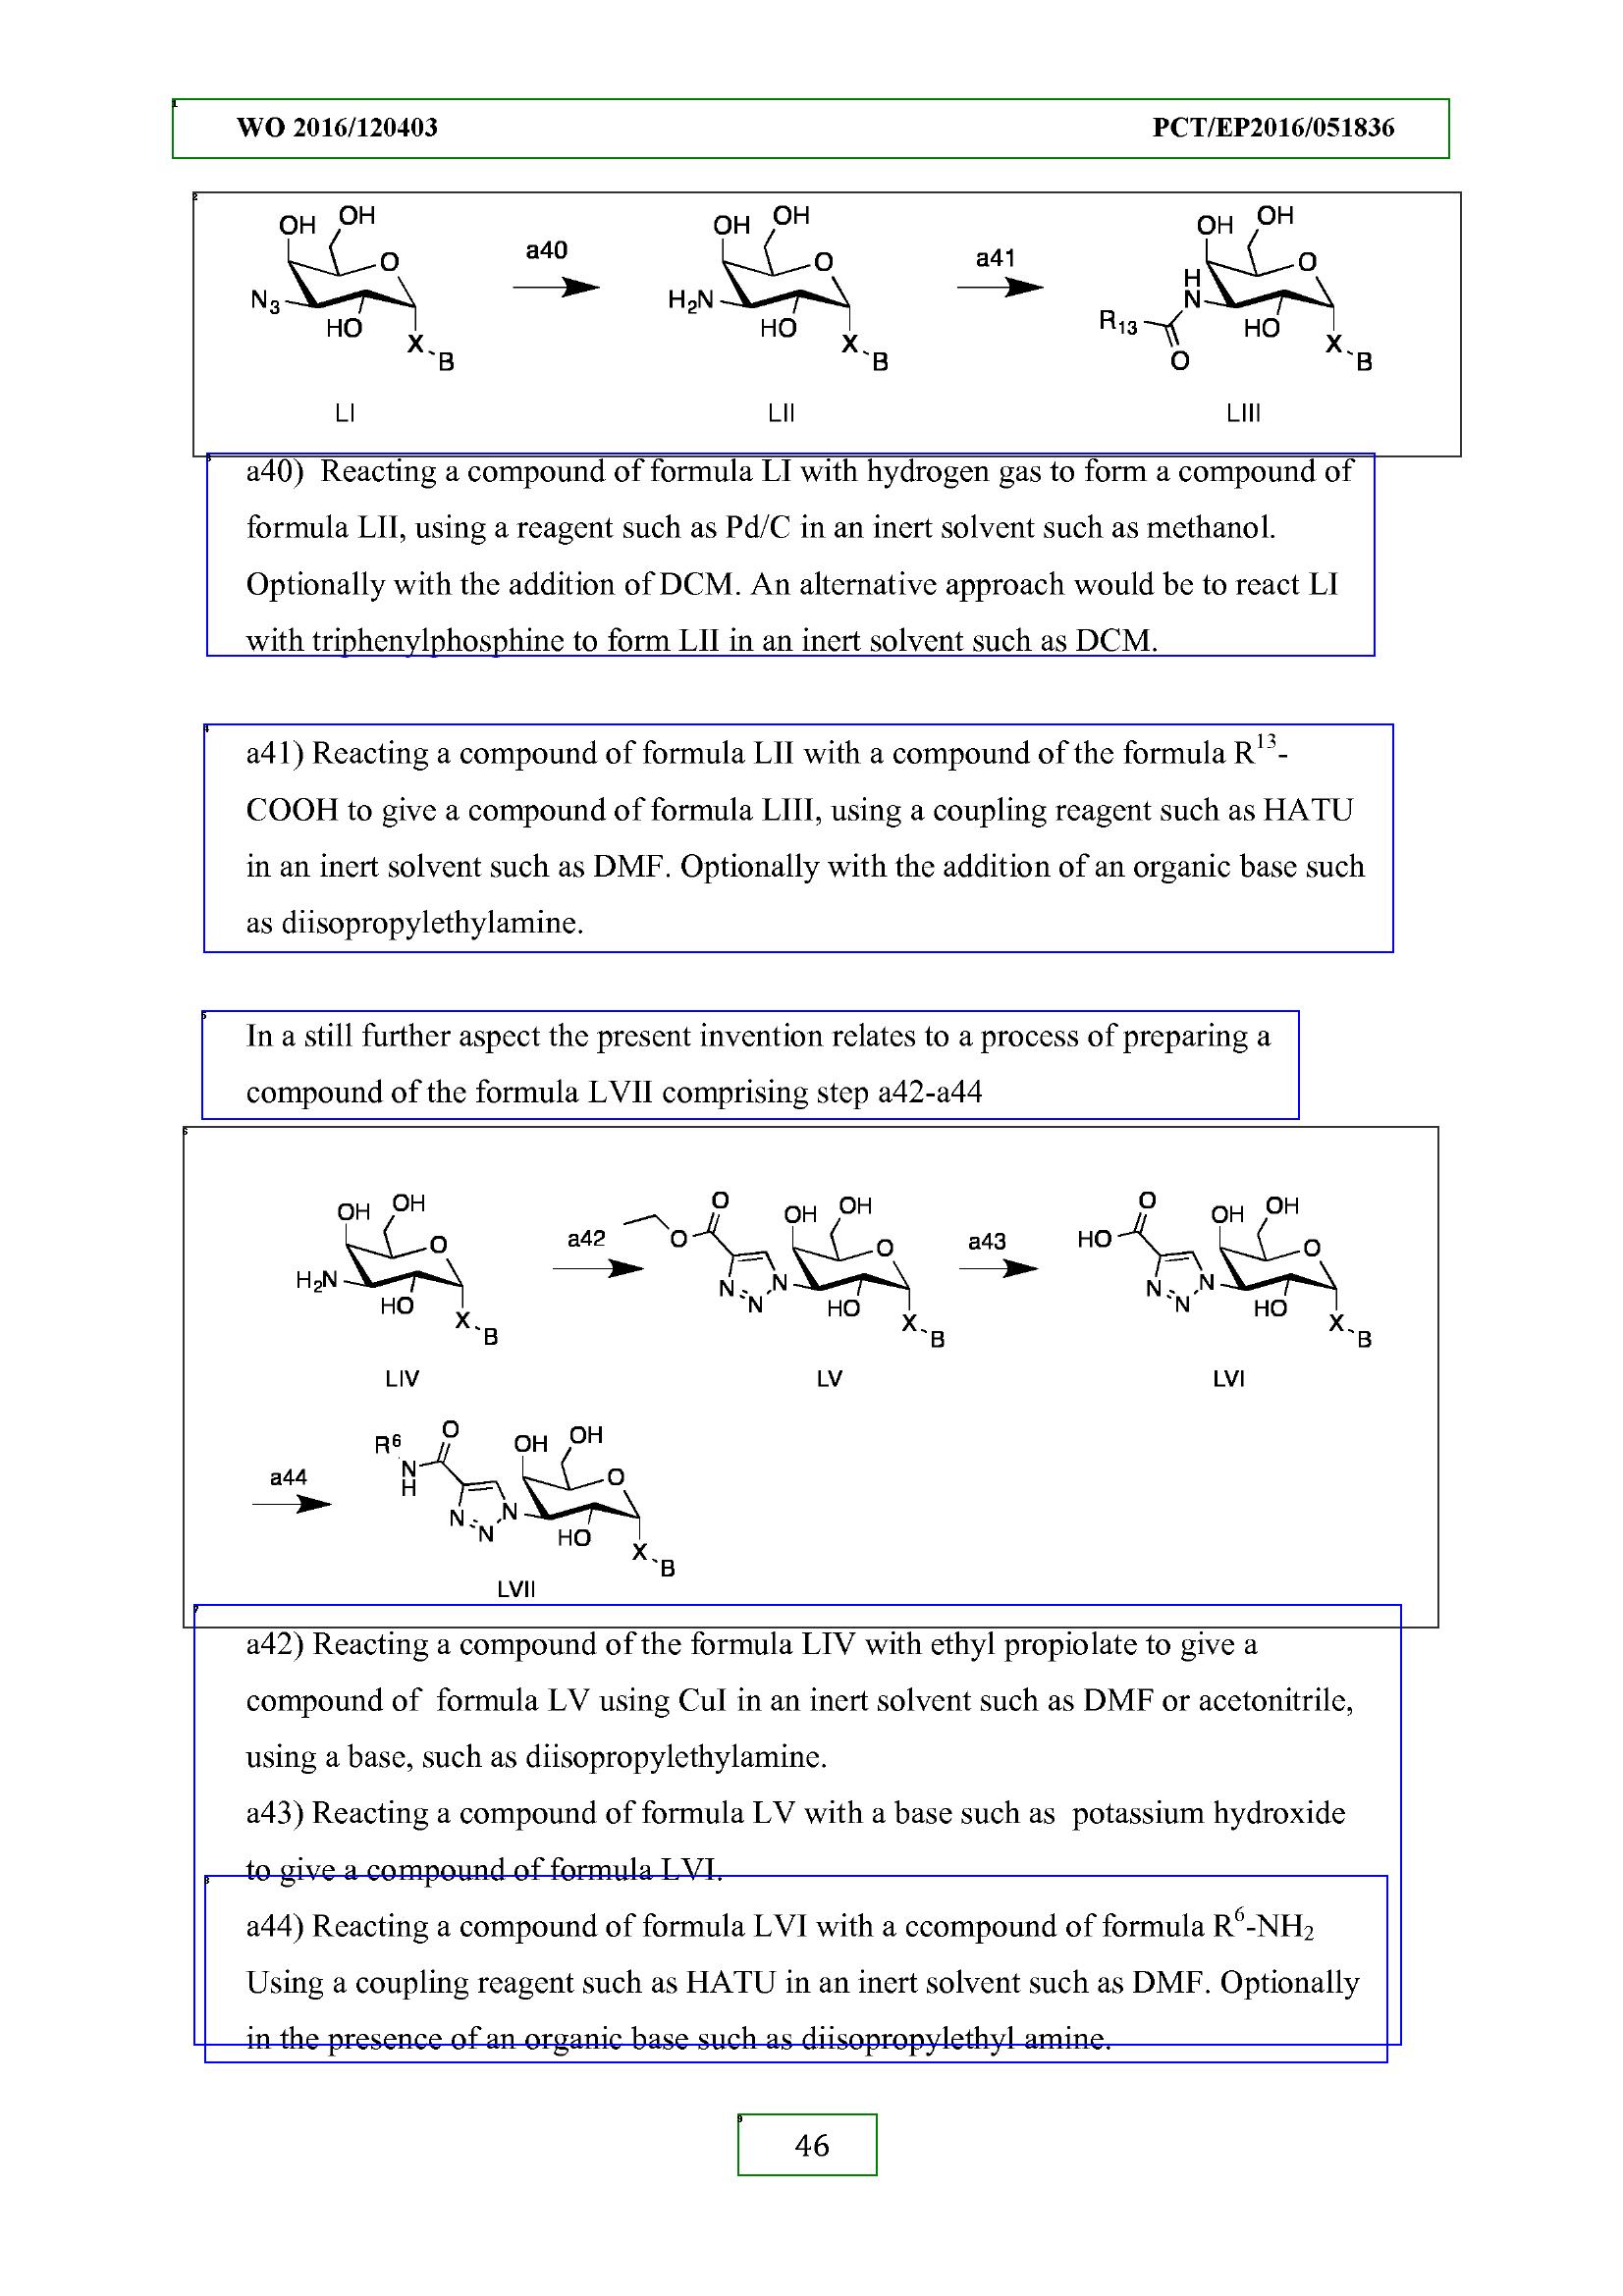 WO 2016/120403 PCT/EP2016/051836
OH OH O N3 HO X B
a40
OH OH O H2N HO X B
a41
OH OH O H N R13 O HO X B
LI LII LIII
a40) Reacting a compound of formula LI with hydrogen gas to form a compound of
formula LII, using a reagent such as Pd/C in an inert solvent such as methanol.
Optionally with the addition of DCM. An alternative approach would be to react LI
with triphenylphosphine to form LII in an inert solvent such as DCM.
a41) Reacting a compound of formula LII with a compound of the formula R13-
COOH to give a compound of formula LIII, using a coupling reagent such as HATU
in an inert solvent such as DMF. Optionally with the addition of an organic base such
as diisopropylethylamine.
In a still further aspect the present invention relates to a process of preparing a
compound of the formula LVII comprising step a42-a44
OH OH O H2N HO X B
a42
O O N N N OH OH O HO X B
a43
HO O N N N OH OH O HO X B
LIV LV LVI
a44
R6 N H O N N N OH OH O HO X B
LVII
a42) Reacting a compound of the formula LIV with ethyl propiolate to give a
compound of formula LV using CuI in an inert solvent such as DMF or acetonitrile,
using a base, such as diisopropylethylamine.
a43) Reacting a compound of formula LV with a base such as potassium hydroxide
to give a compound of formula LVI.
a44) Reacting a compound of formula LVI with a ccompound of formula R6-NH2
Using a coupling reagent such as HATU in an inert solvent such as DMF. Optionally
in the presence of an organic base such as diisopropylethyl amine.
46